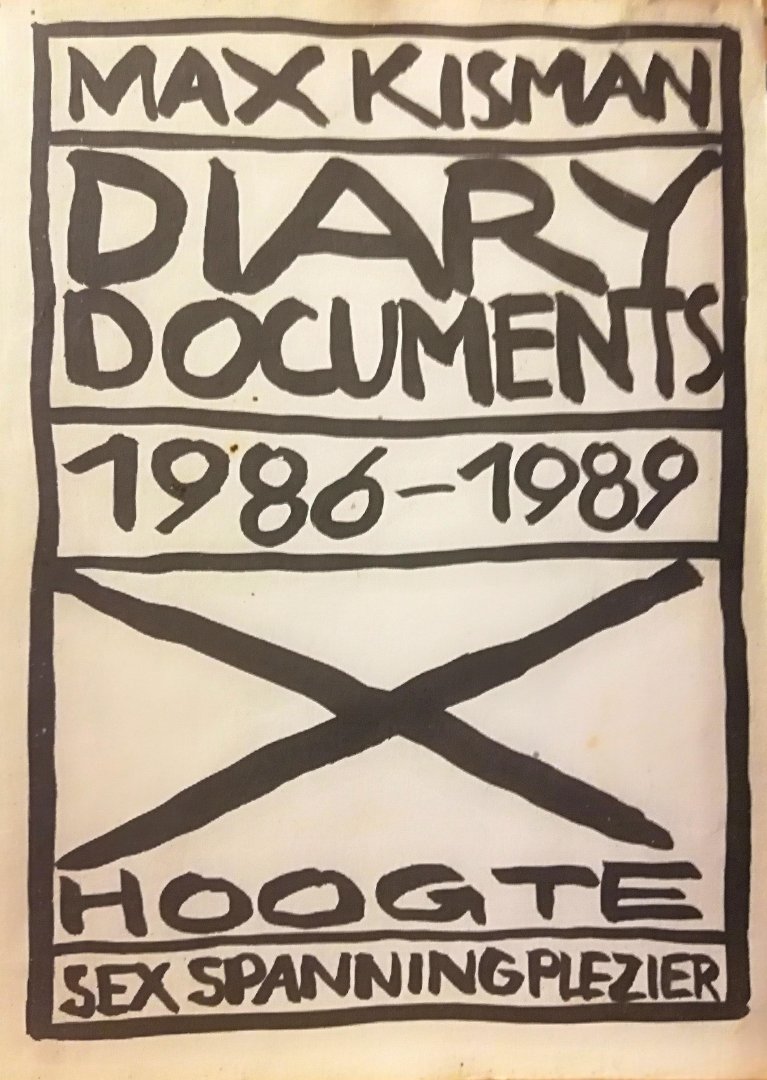 MAX KISMAN
DIARY
DOCUMENTS
1986-1989
HOOGTE
SEX SPANNING PLEZIER